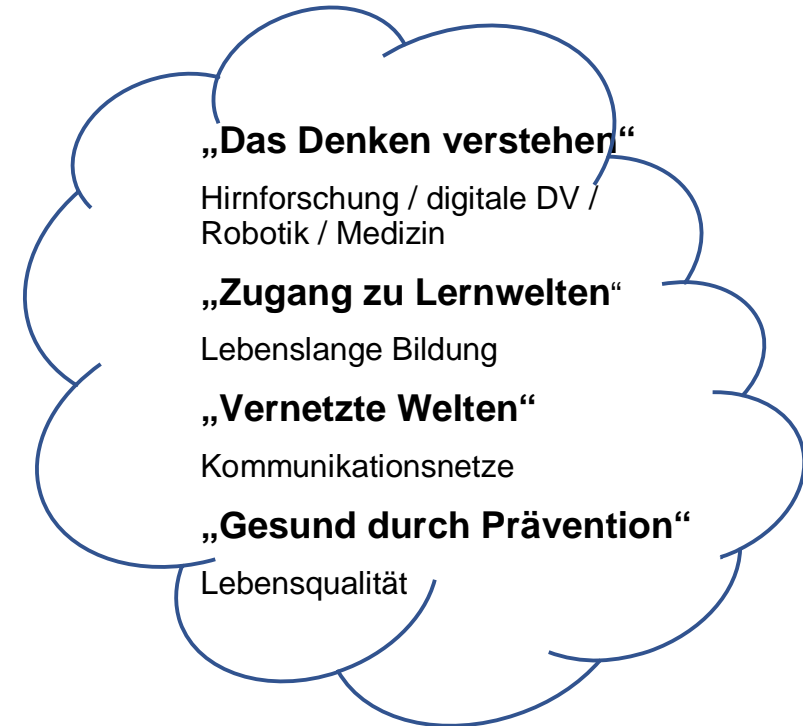 „Das Denken verstehen“
Hirnforschung / digitale DV /
Robotik / Medizin
„Zugang zu Lernwelten“
Lebenslange Bildung
„Vernetzte Welten“
Kommunikationsnetze
„Gesund durch Prävention“
Lebensqualität